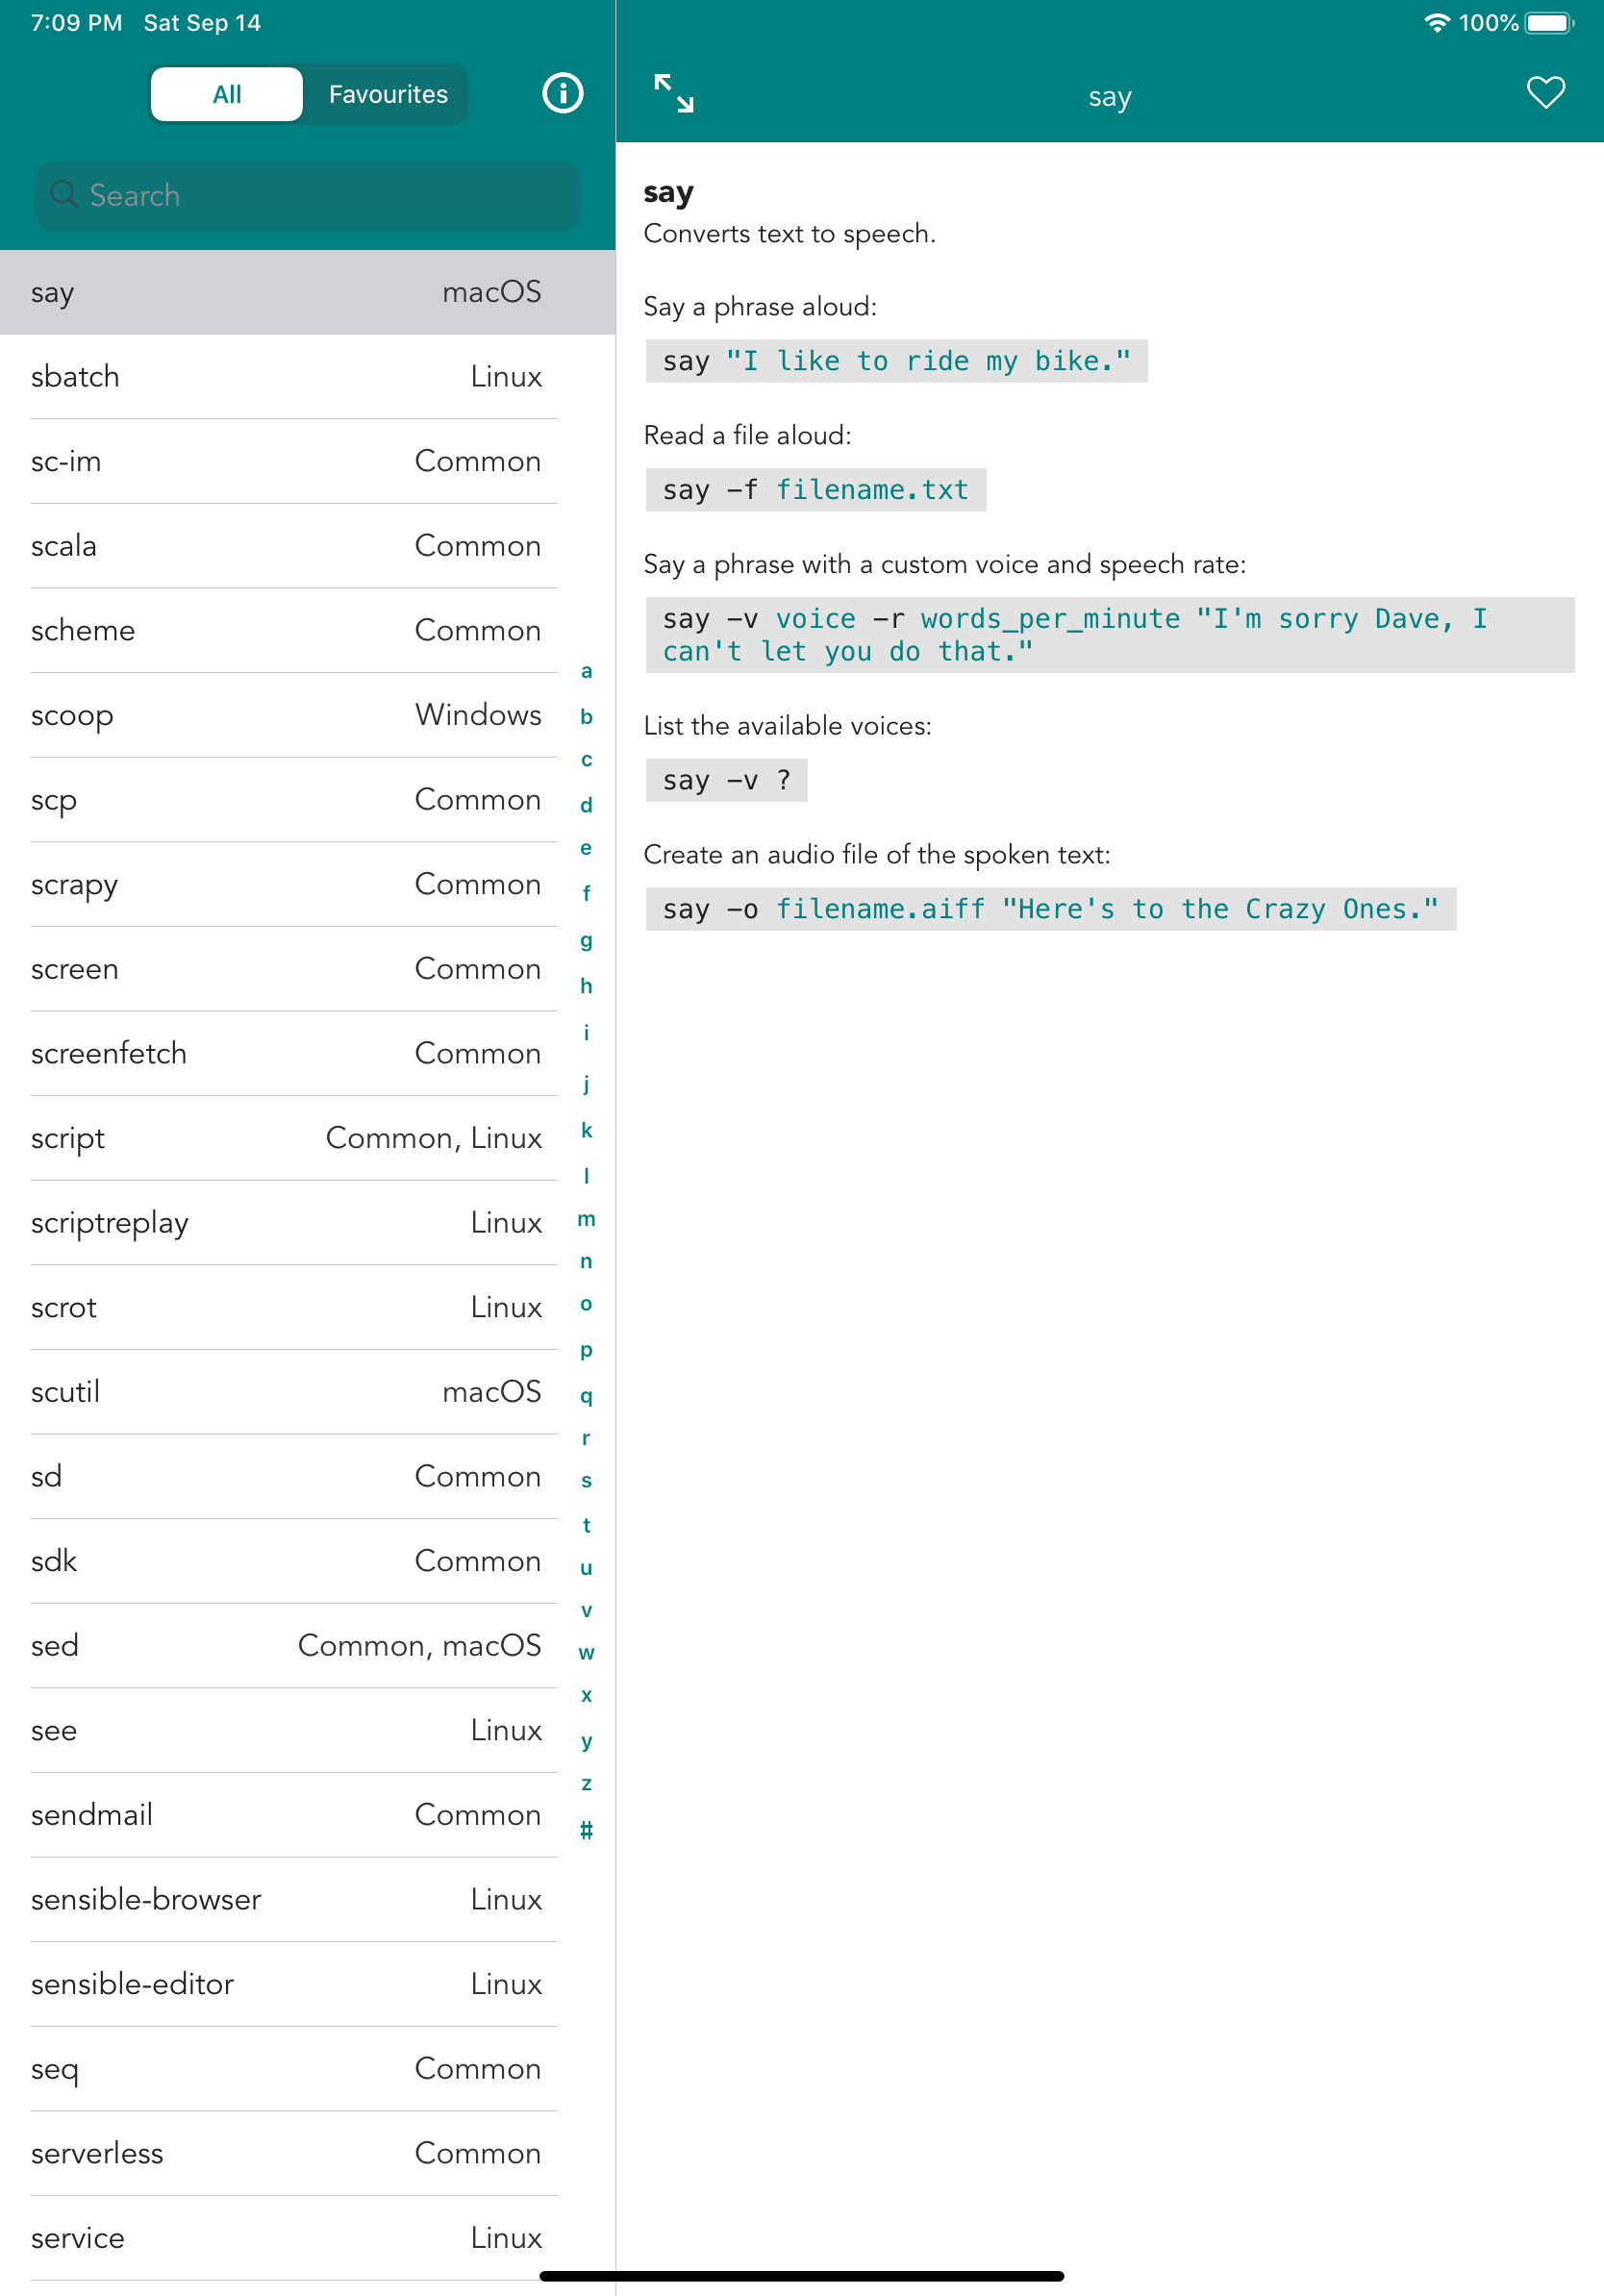 7:09 PM Sat Sep 14
100%
All Favourites
say
Search
say macOS
sbatch Linux
sc-im Common
scala Common
scheme Common
scoop Windows
scp Common
scrapy Common
screen Common
screenfetch Common
script Common, Linux
scriptreplay Linux
scrot Linux
scutil macOS
sd Common
sdk Common
sed Common, macOS
see Linux
sendmail Common
sensible-browser Linux
sensible-editor Linux
seq Common
serverless Common
service Linux
a
b
c
d
e
f
g
h
i
j
k
l
m
n
o
p
q
r
s
t
u
v
w
x
y
z
#
say
Converts text to speech.
Say a phrase aloud:
say "I like to ride my bike."
Read a file aloud:
say -f filename.txt
Say a phrase with a custom voice and speech rate:
say -v voice -r words_per_minute "I'm sorry Dave, I
can't let you do that."
List the available voices:
say -v ?
Create an audio file of the spoken text:
say -o filename.aiff "Here's to the Crazy Ones."